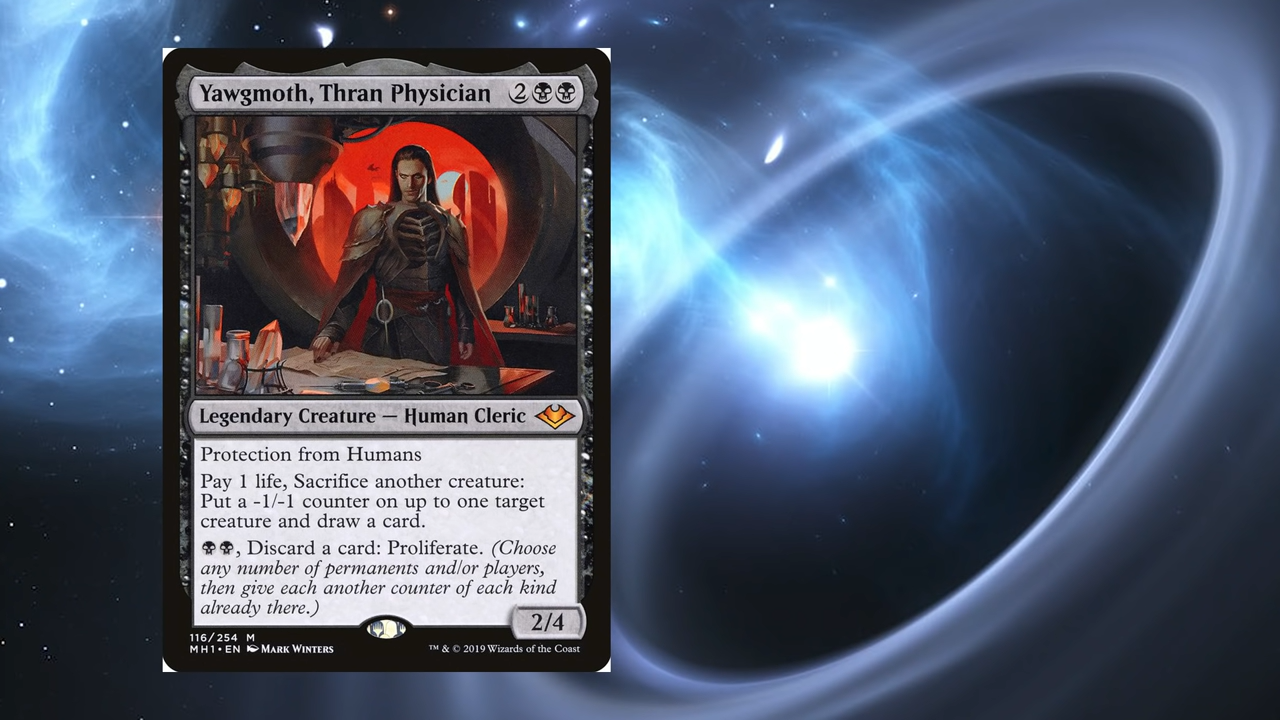 Yawgmoth, Thran Physician 2
Legendary Creature — Human Cleric
Protection from Humans
Pay 1 life, Sacrifice another creature:
Put a -1/-1 counter on up to one target
creature and draw a card.
, Discard a card: Proliferate. (Choose
any number of permanents and/or players,
then give each another counter of each kind
already there.)
2/4
116/254 M
MH1•EN Mark Winters
™ & © 2019 Wizards of the Coast